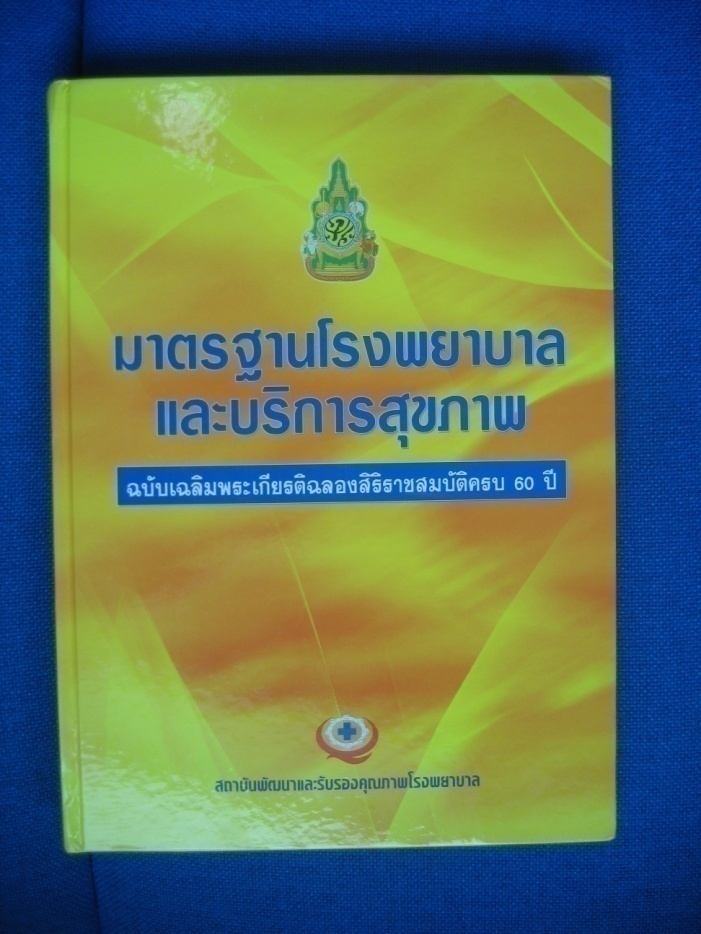 มาตรฐานโรงพยาบาล
และบริการสุขภาพ
ฉบับเฉลิมพระเกียรติฉลองสิริราชสมบัติครบ 60 ปี
สถาบันพัฒนาและรับรองคุณภาพโรงพยาบาล